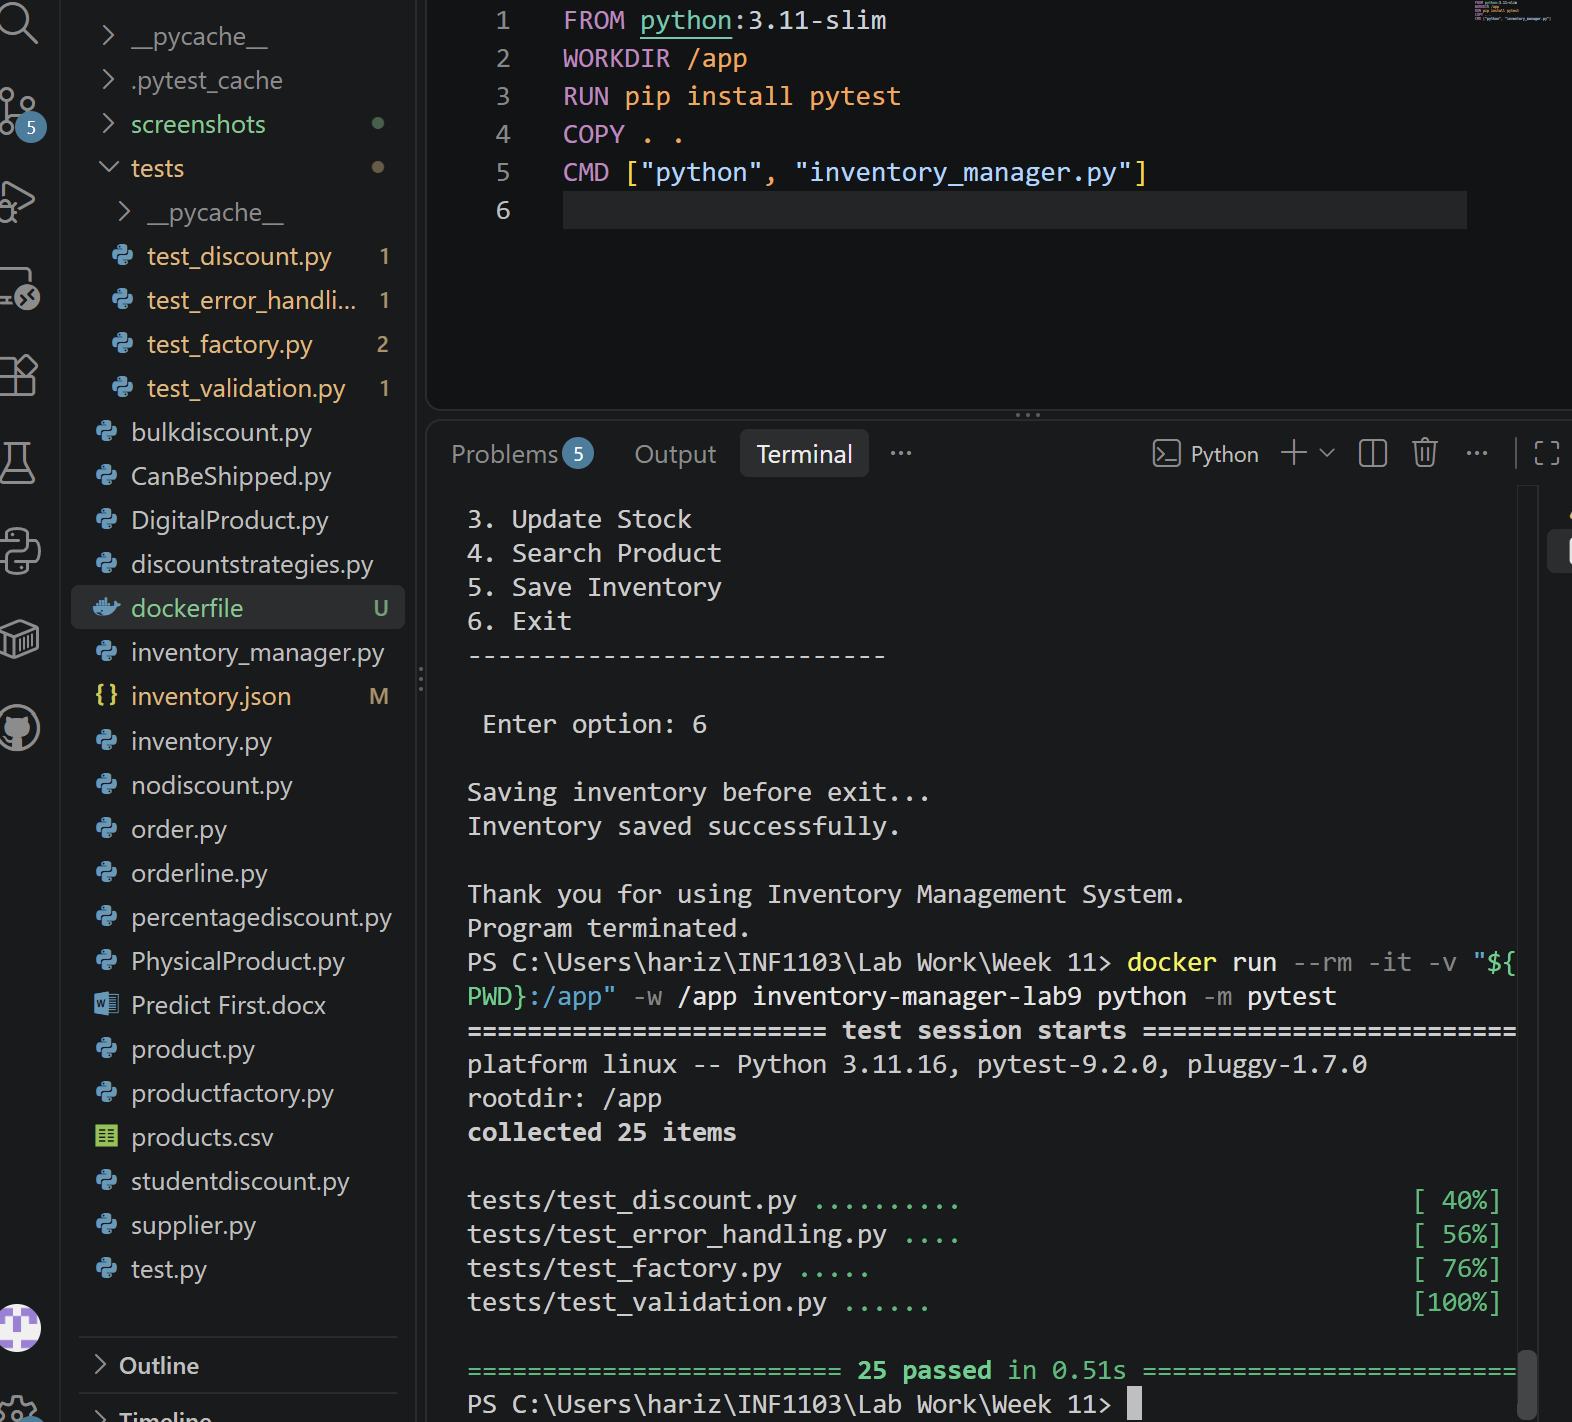 __pycache__
.pytest_cache
screenshots
tests
__pycache__
test_discount.py 1
test_error_handli... 1
test_factory.py 2
test_validation.py 1
bulkdiscount.py
CanBeShipped.py
DigitalProduct.py
discountstrategies.py
dockerfile U
inventory_manager.py
{} inventory.json M
inventory.py
nodiscount.py
order.py
orderline.py
percentagediscount.py
PhysicalProduct.py
Predict First.docx
product.py
productfactory.py
products.csv
studentdiscount.py
supplier.py
test.py
Outline
Timeline
5
1 FROM python:3.11-slim
2 WORKDIR /app
3 RUN pip install pytest
4 COPY . .
5 CMD ["python", "inventory_manager.py"]
6
Problems 5 Output Terminal ... Python ...
3. Update Stock
4. Search Product
5. Save Inventory
6. Exit
----------------------------
Enter option: 6
Saving inventory before exit...
Inventory saved successfully.
Thank you for using Inventory Management System.
Program terminated.
PS C:\Users\hariz\INF1103\Lab Work\Week 11> docker run --rm -it -v "${
PWD}:/app" -w /app inventory-manager-lab9 python -m pytest
======================== test session starts =========================
platform linux -- Python 3.11.16, pytest-9.2.0, pluggy-1.7.0
rootdir: /app
collected 25 items
tests/test_discount.py .......... [ 40%]
tests/test_error_handling.py .... [ 56%]
tests/test_factory.py ..... [ 76%]
tests/test_validation.py ...... [100%]
========================= 25 passed in 0.51s =========================
PS C:\Users\hariz\INF1103\Lab Work\Week 11>